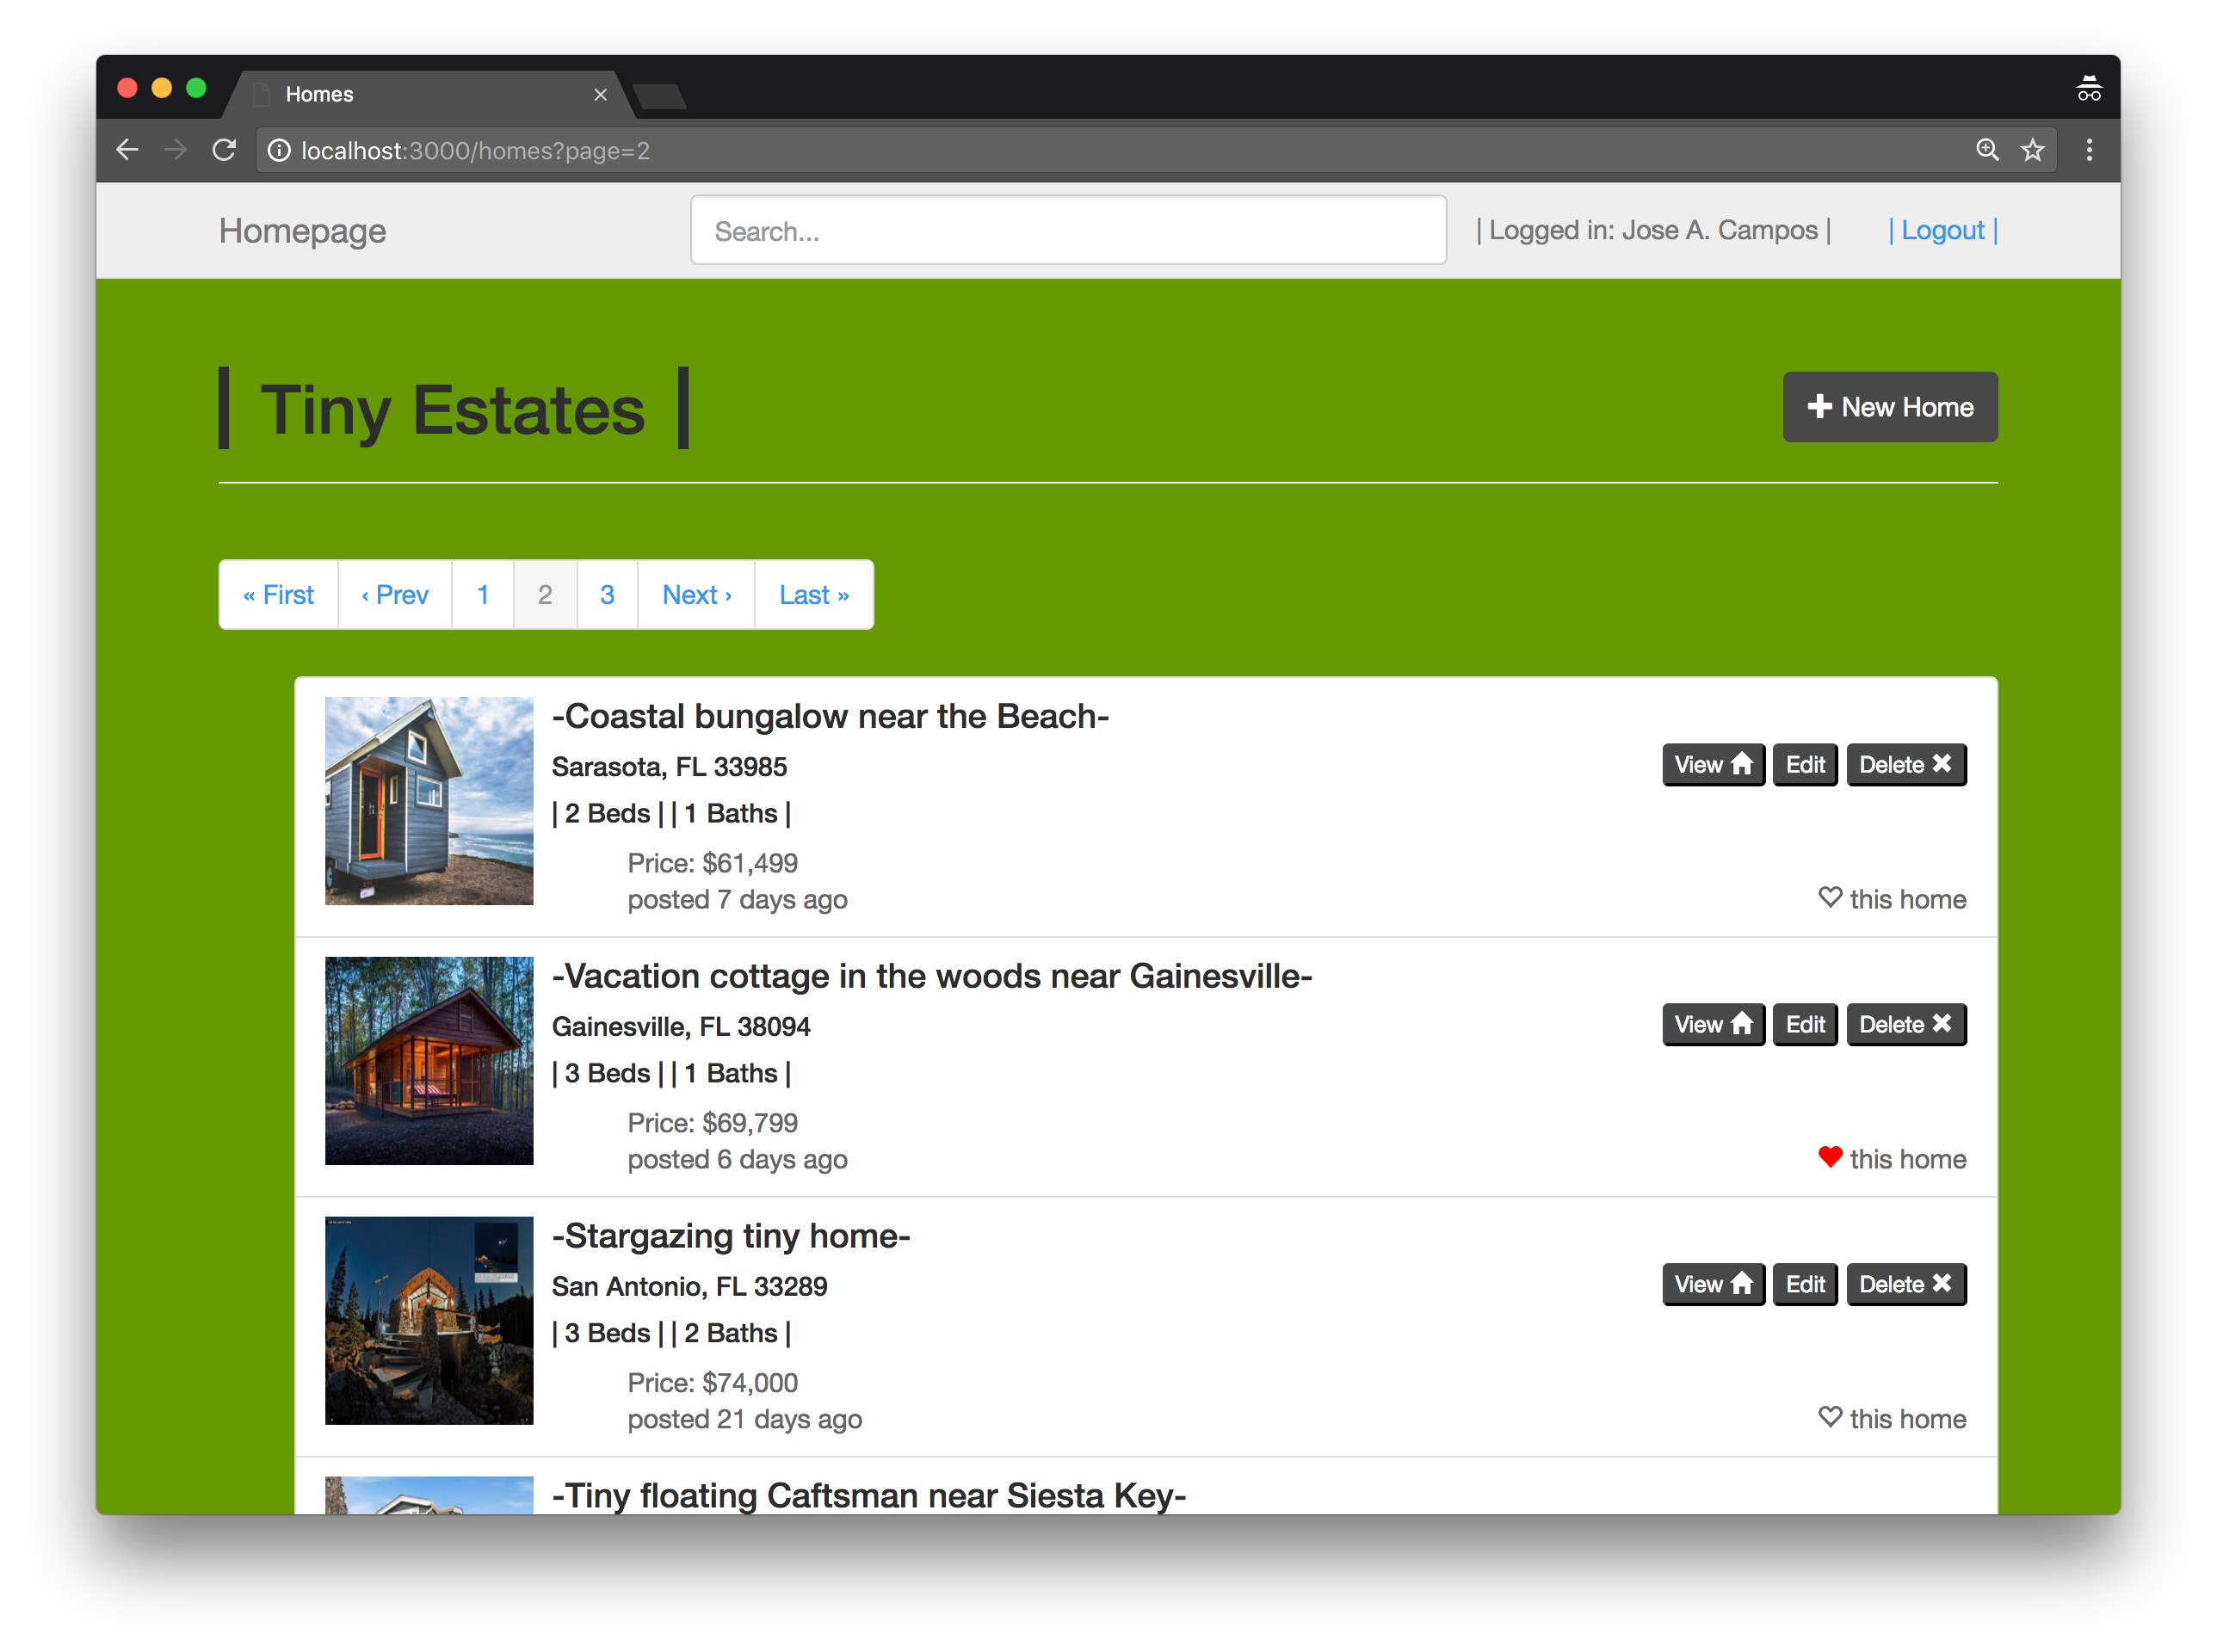 Homes
localhost:3000/homes?page=2
Homepage
Search...
| Logged in: Jose A. Campos |
| Logout |
| Tiny Estates |
New Home
« First
‹ Prev
1
2
3
Next ›
Last »
-Coastal bungalow near the Beach-
Sarasota, FL 33985
| 2 Beds | | 1 Baths |
Price: $61,499
posted 7 days ago
View
Edit
Delete
this home
-Vacation cottage in the woods near Gainesville-
Gainesville, FL 38094
| 3 Beds | | 1 Baths |
Price: $69,799
posted 6 days ago
View
Edit
Delete
this home
-Stargazing tiny home-
San Antonio, FL 33289
| 3 Beds | | 2 Baths |
Price: $74,000
posted 21 days ago
View
Edit
Delete
this home
-Tiny floating Caftsman near Siesta Key-